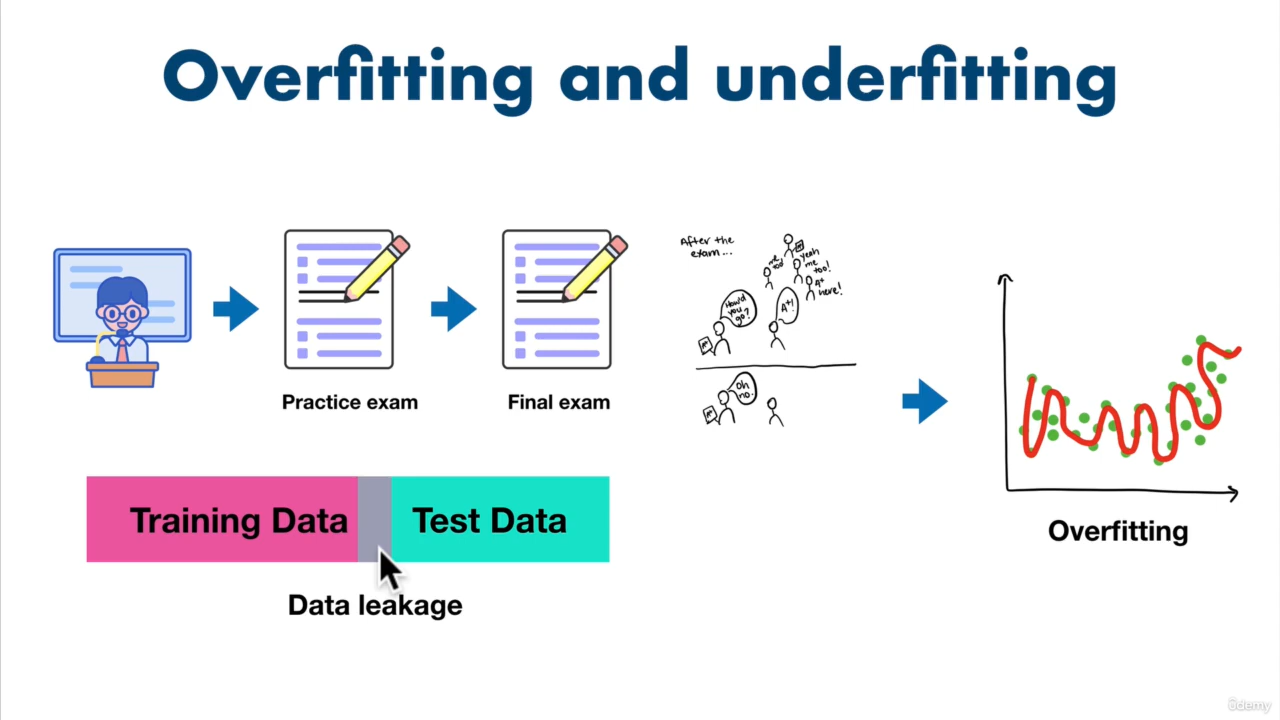 Overfitting and underfitting
After the
exam...
me
too!
yeah
me
too!
A+
here!
How'd
you
go?
A+!
A+
Oh
no.
A+
Practice exam
Final exam
Training Data
Test Data
Data leakage
Overfitting
ûdemy